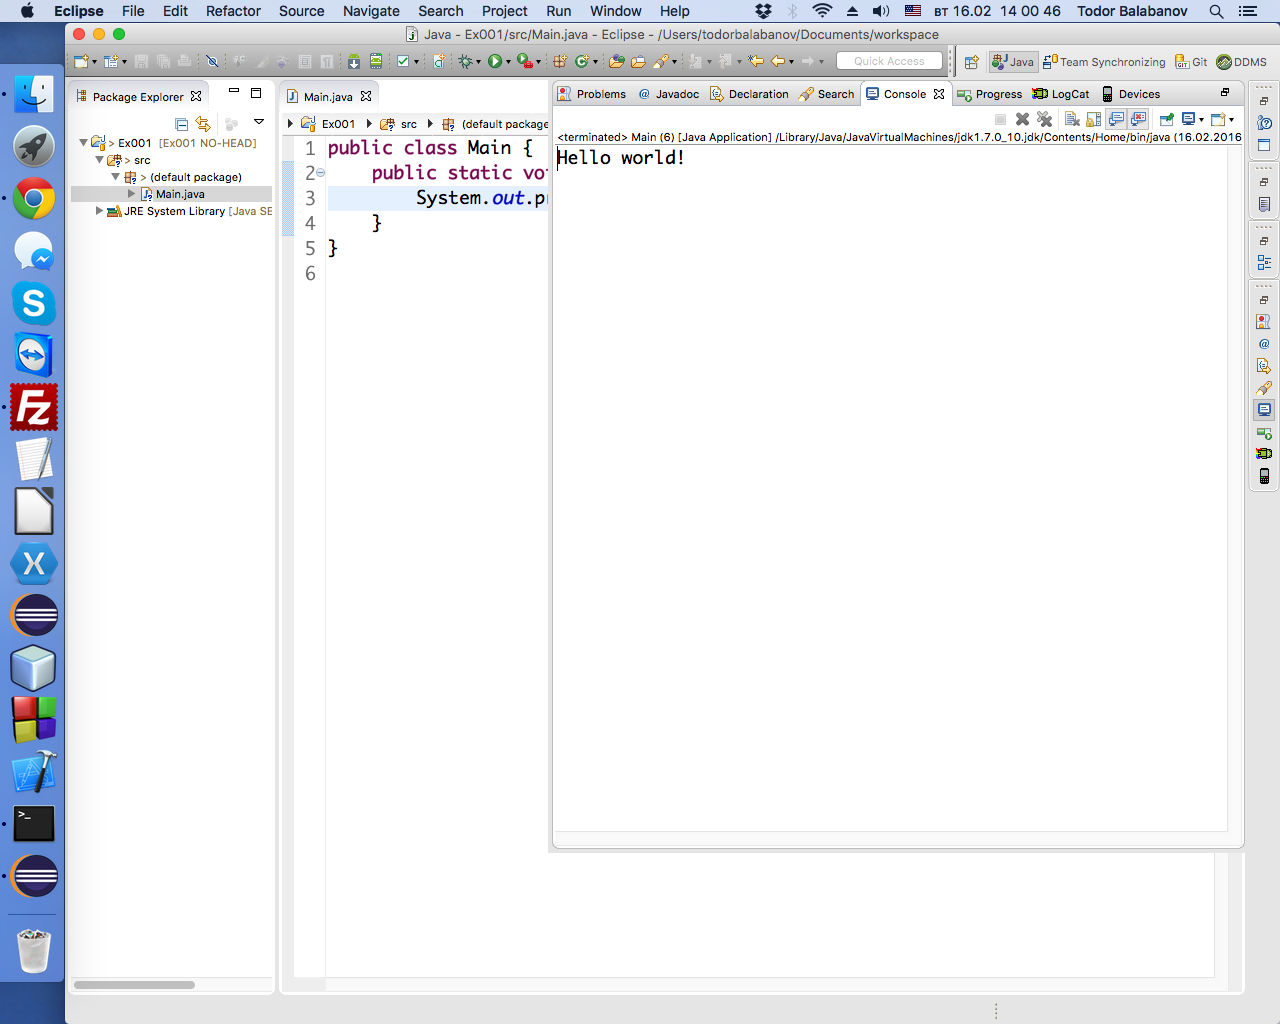 Eclipse File Edit Refactor Source Navigate Search Project Run Window Help вт 16.02 14 00 46 Todor Balabanov
Java - Ex001/src/Main.java - Eclipse - /Users/todorbalabanov/Documents/workspace
Quick Access Java Team Synchronizing Git DDMS
Package Explorer
> Ex001 [Ex001 NO-HEAD]
> src
> (default package)
Main.java
JRE System Library [Java SE
Main.java
Ex001 src (default package
1 public class Main {
2 public static vo
3 System.out.pr
4 }
5 }
6
Problems @ Javadoc Declaration Search Console Progress LogCat Devices
<terminated> Main (6) [Java Application] /Library/Java/JavaVirtualMachines/jdk1.7.0_10.jdk/Contents/Home/bin/java (16.02.2016
Hello world!